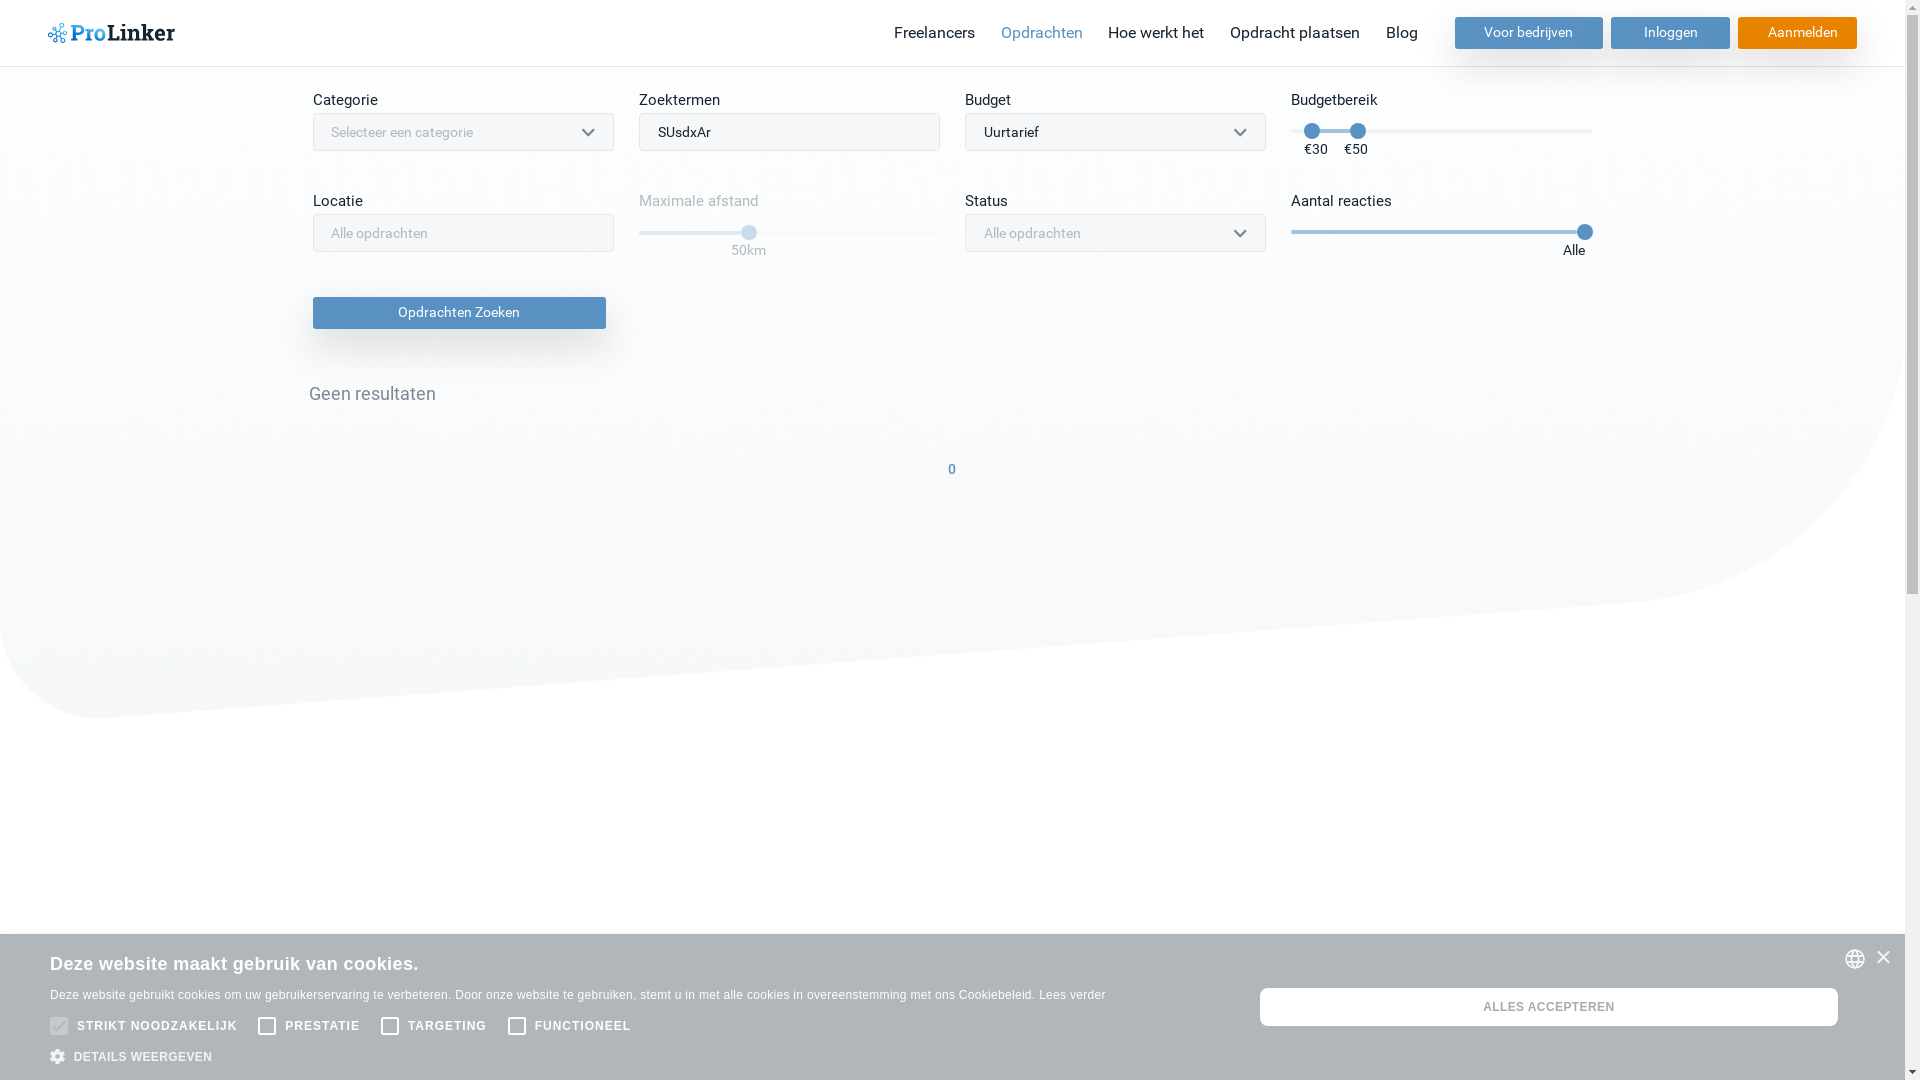 ProLinker
Freelancers
Opdrachten
Hoe werkt het
Opdracht plaatsen
Blog
Voor bedrijven
Inloggen
Aanmelden
Categorie
Zoektermen
Budget
Budgetbereik
Selecteer een categorie
SUsdxAr
Uurtarief
€30
€50
Locatie
Maximale afstand
Status
Aantal reacties
Alle opdrachten
50km
Alle opdrachten
Alle
Opdrachten Zoeken
Geen resultaten
0
Deze website maakt gebruik van cookies.
Deze website gebruikt cookies om uw gebruikerservaring te verbeteren. Door onze website te gebruiken, stemt u in met alle cookies in overeenstemming met ons Cookiebeleid. Lees verder
STRIKT NOODZAKELIJK
PRESTATIE
TARGETING
FUNCTIONEEL
DETAILS WEERGEVEN
ALLES ACCEPTEREN
×